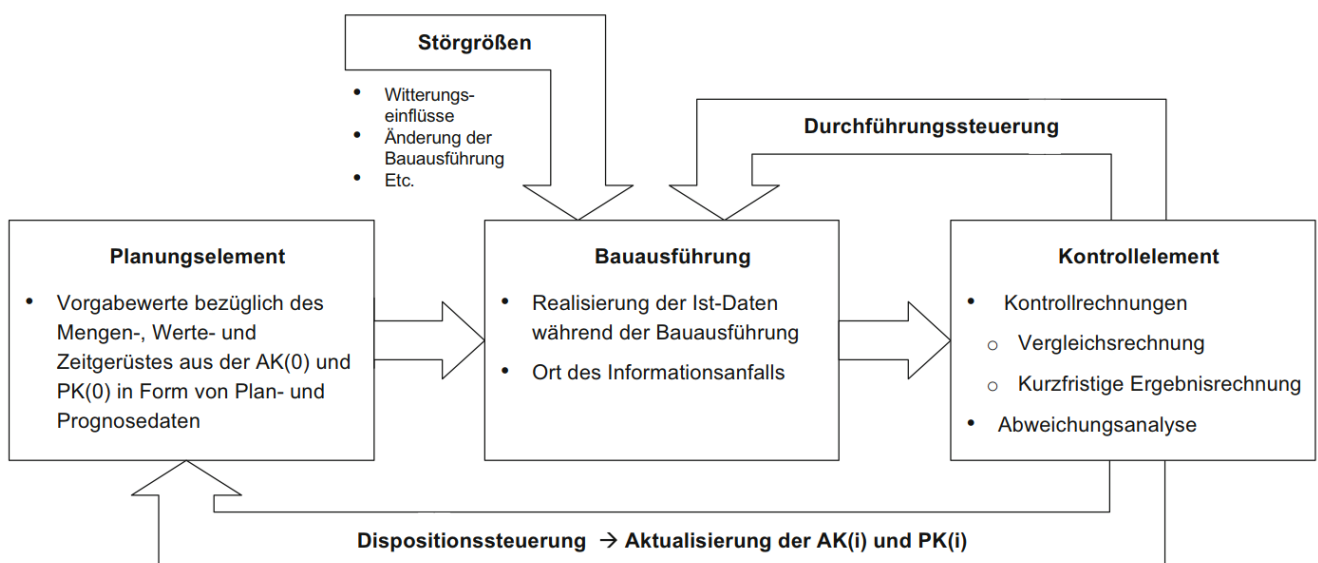 Störgrößen
• Witterungs-
einflüsse
• Änderung der
Bauausführung
• Etc.
Durchführungssteuerung
Planungselement
• Vorgabewerte bezüglich des
Mengen-, Werte- und
Zeitgerüstes aus der AK(0) und
PK(0) in Form von Plan- und
Prognosedaten
Bauausführung
• Realisierung der Ist-Daten
während der Bauausführung
• Ort des Informationsanfalls
Kontrollelement
• Kontrollrechnungen
o Vergleichsrechnung
o Kurzfristige Ergebnisrechnung
• Abweichungsanalyse
Dispositionssteuerung → Aktualisierung der AK(i) und PK(i)